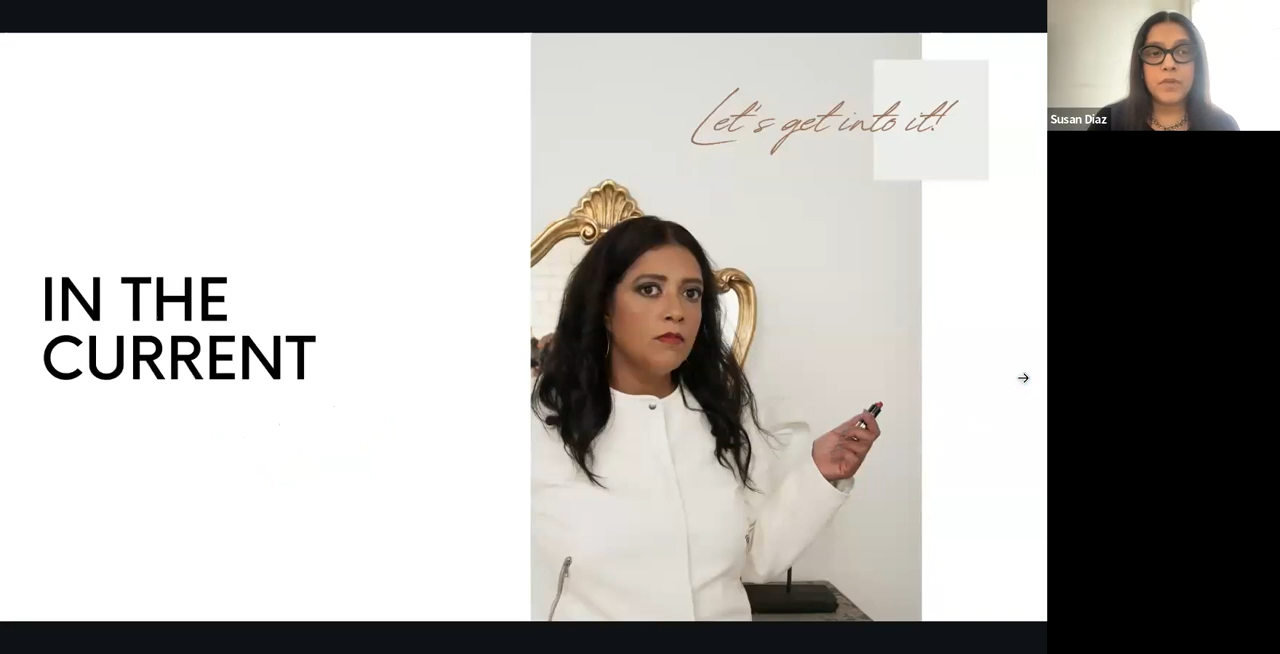 Let's get into it!
IN THE
CURRENT
Susan Diaz